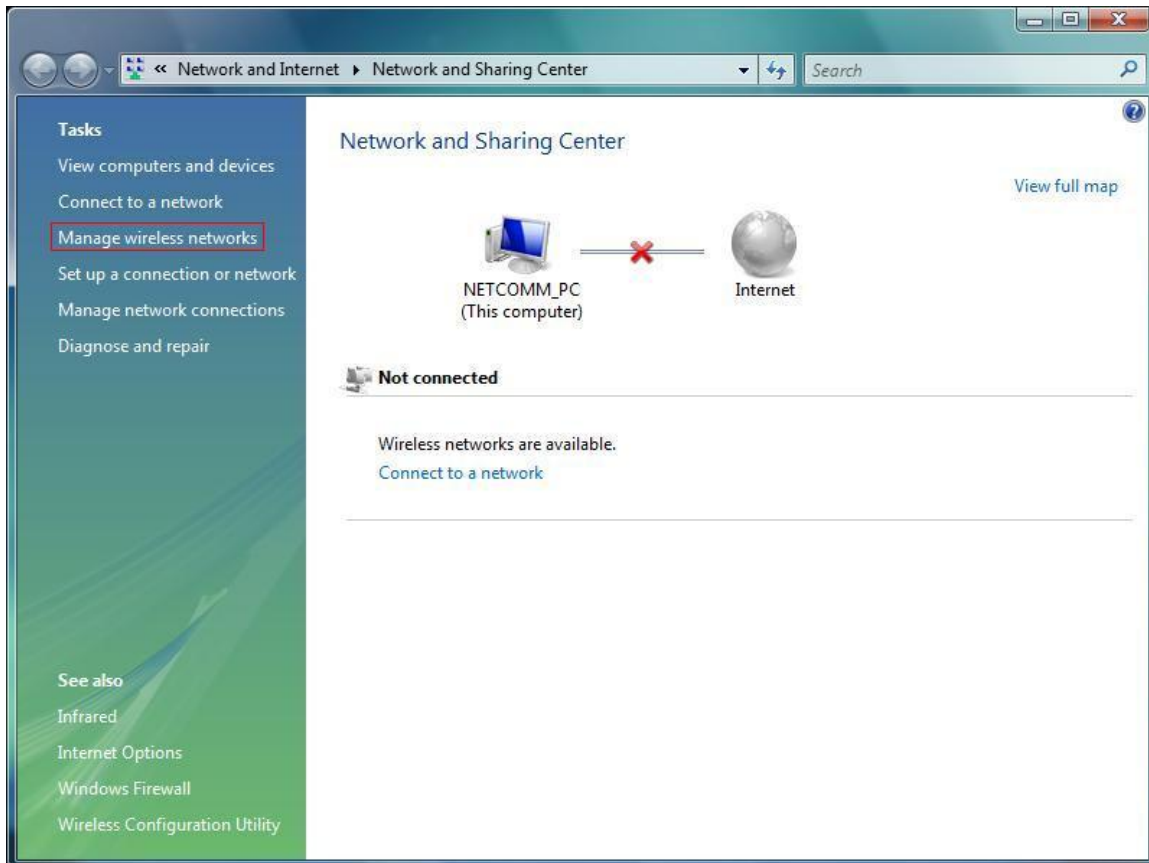 « Network and Internet ▸ Network and Sharing Center
Search
Tasks
View computers and devices
Connect to a network
Manage wireless networks
Set up a connection or network
Manage network connections
Diagnose and repair
See also
Infrared
Internet Options
Windows Firewall
Wireless Configuration Utility
Network and Sharing Center
View full map
NETCOMM_PC
(This computer)
Internet
Not connected
Wireless networks are available.
Connect to a network